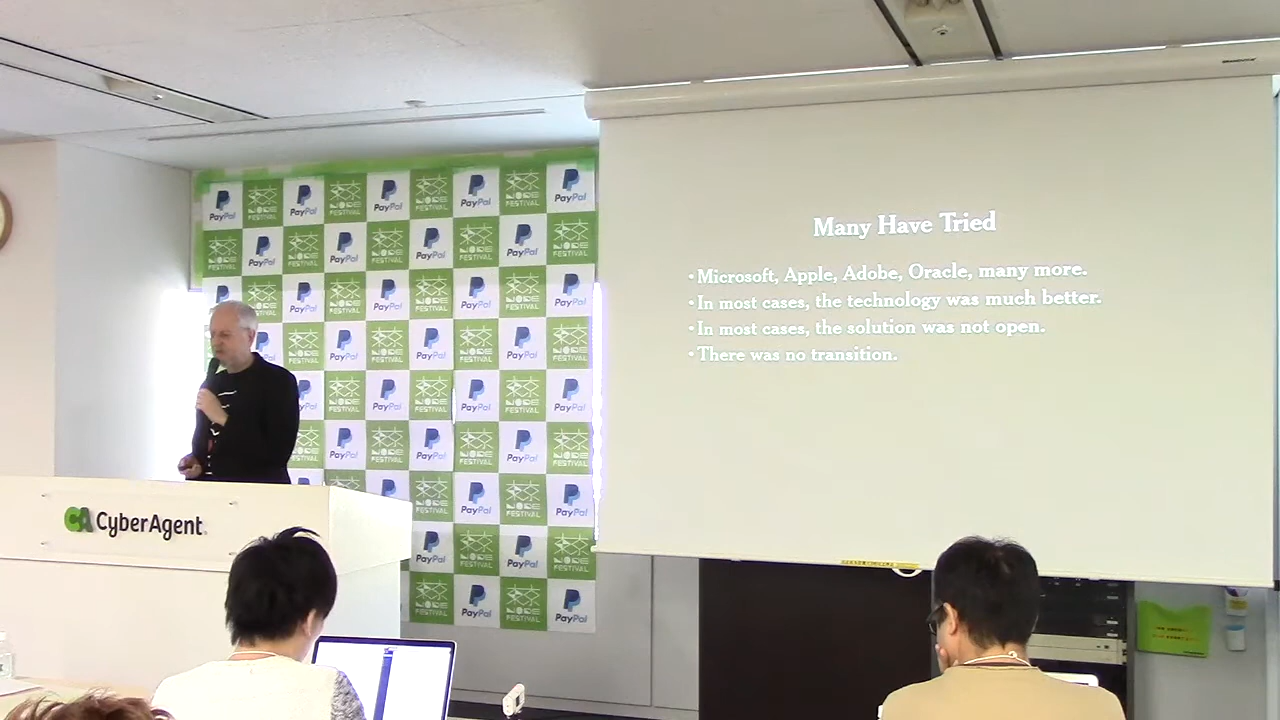 Many Have Tried
•Microsoft, Apple, Adobe, Oracle, many more.
•In most cases, the technology was much better.
•In most cases, the solution was not open.
•There was no transition.
PayPal
NODE
FESTIVAL
CA CyberAgent